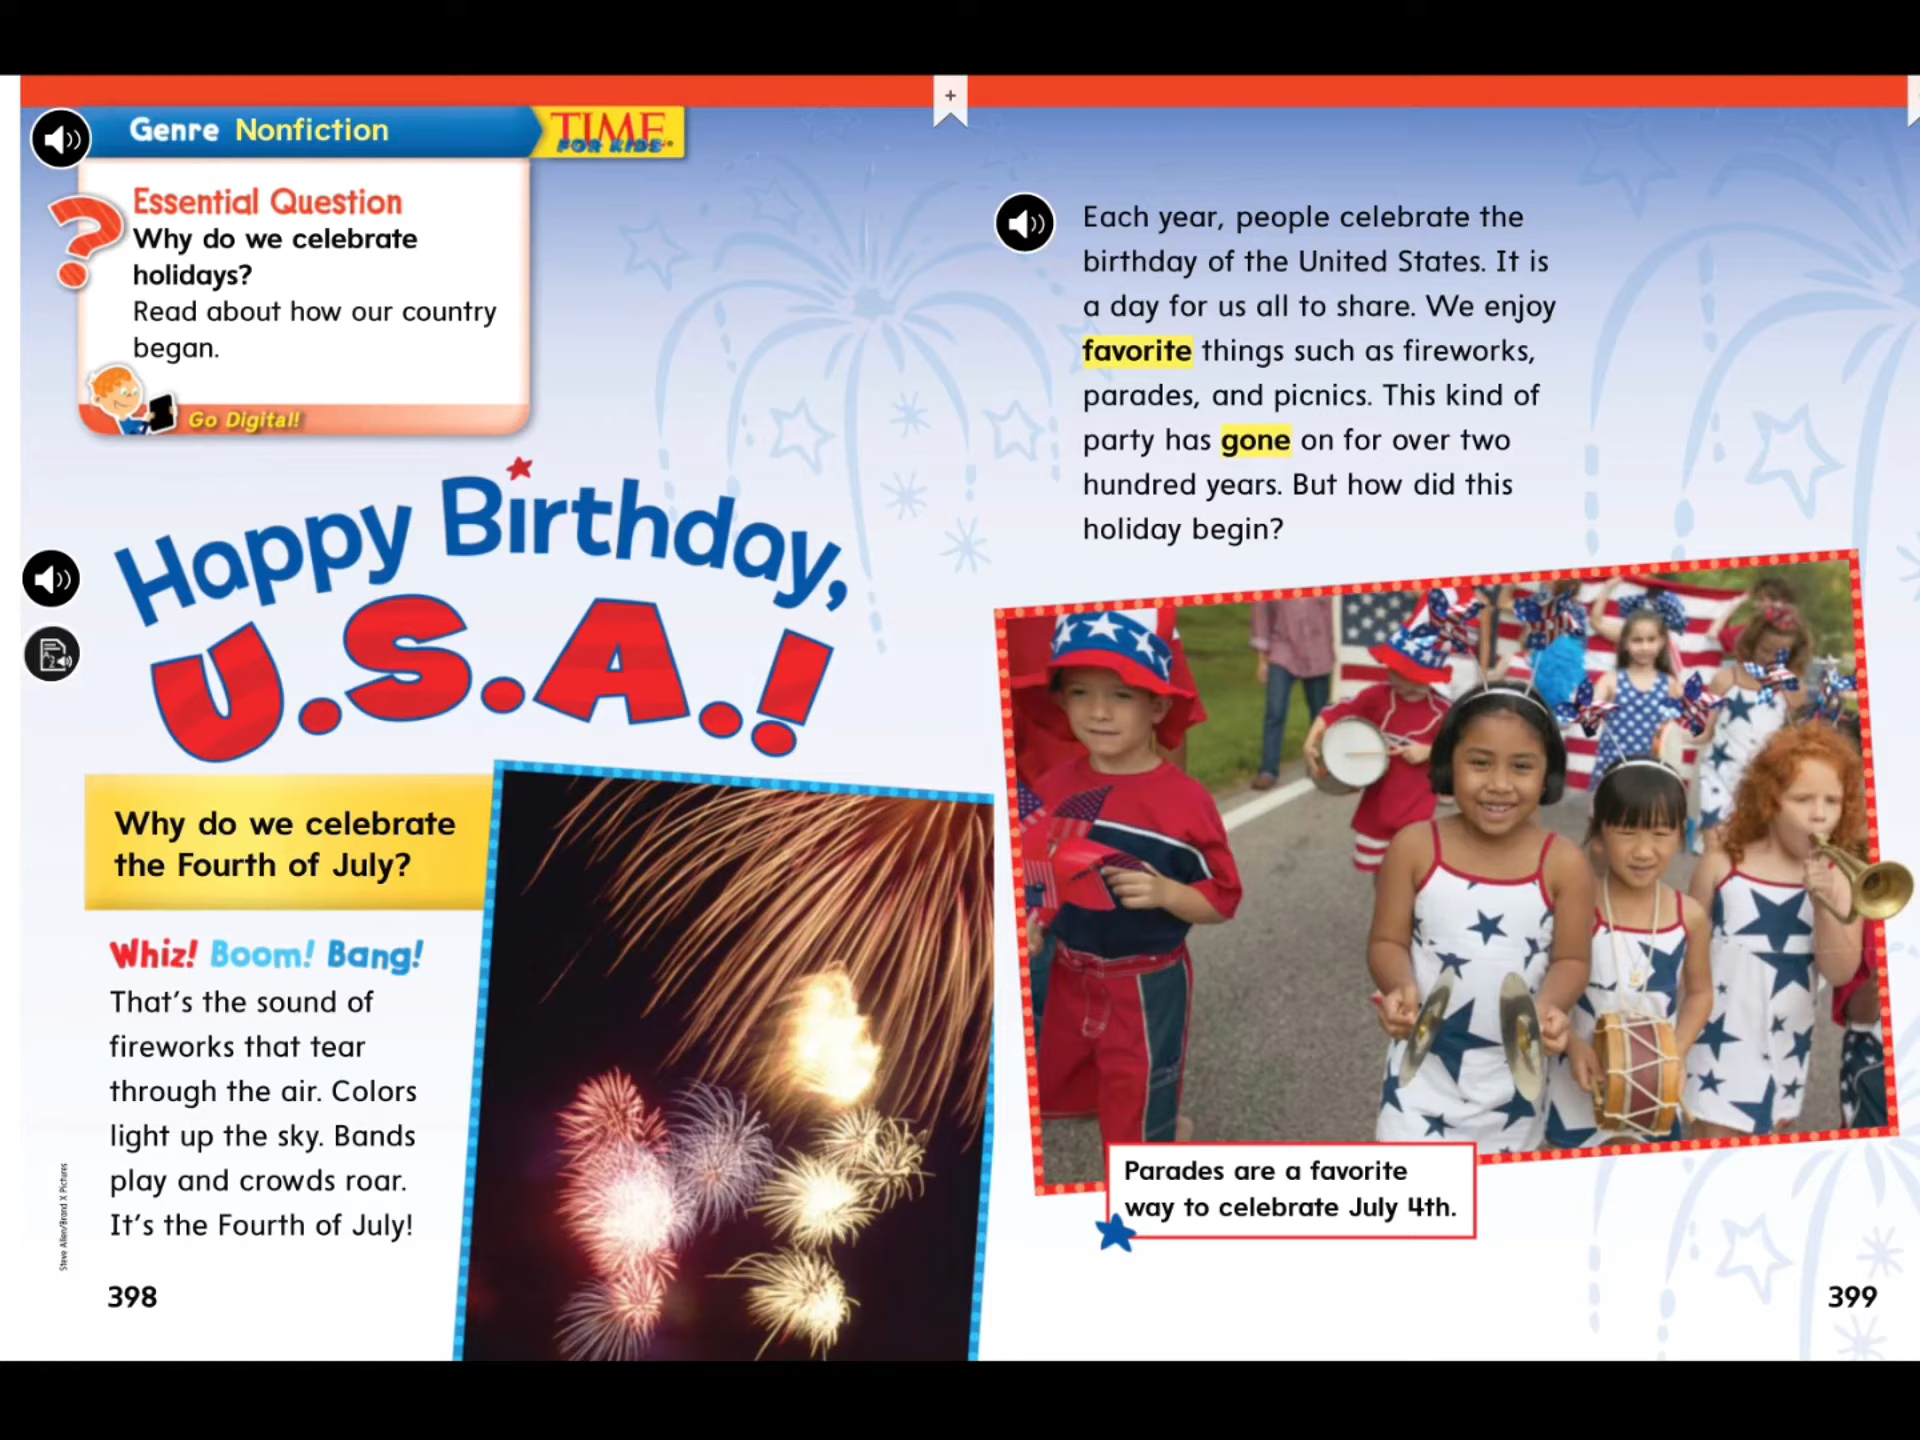 Genre Nonfiction
TIME
FOR KIDS
Essential Question
Why do we celebrate
holidays?
Read about how our country
began.
Go Digital!
Happy Birthday,
U.S.A.!
Why do we celebrate
the Fourth of July?
Whiz! Boom! Bang!
That's the sound of
fireworks that tear
through the air. Colors
light up the sky. Bands
play and crowds roar.
It's the Fourth of July!
Steve Allen/Brand X Pictures
398
Each year, people celebrate the
birthday of the United States. It is
a day for us all to share. We enjoy
favorite things such as fireworks,
parades, and picnics. This kind of
party has gone on for over two
hundred years. But how did this
holiday begin?
Parades are a favorite
way to celebrate July 4th.
399